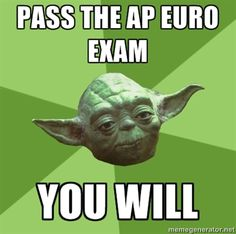 PASS THE AP EURO
EXAM
YOU WILL
memegenerator.net